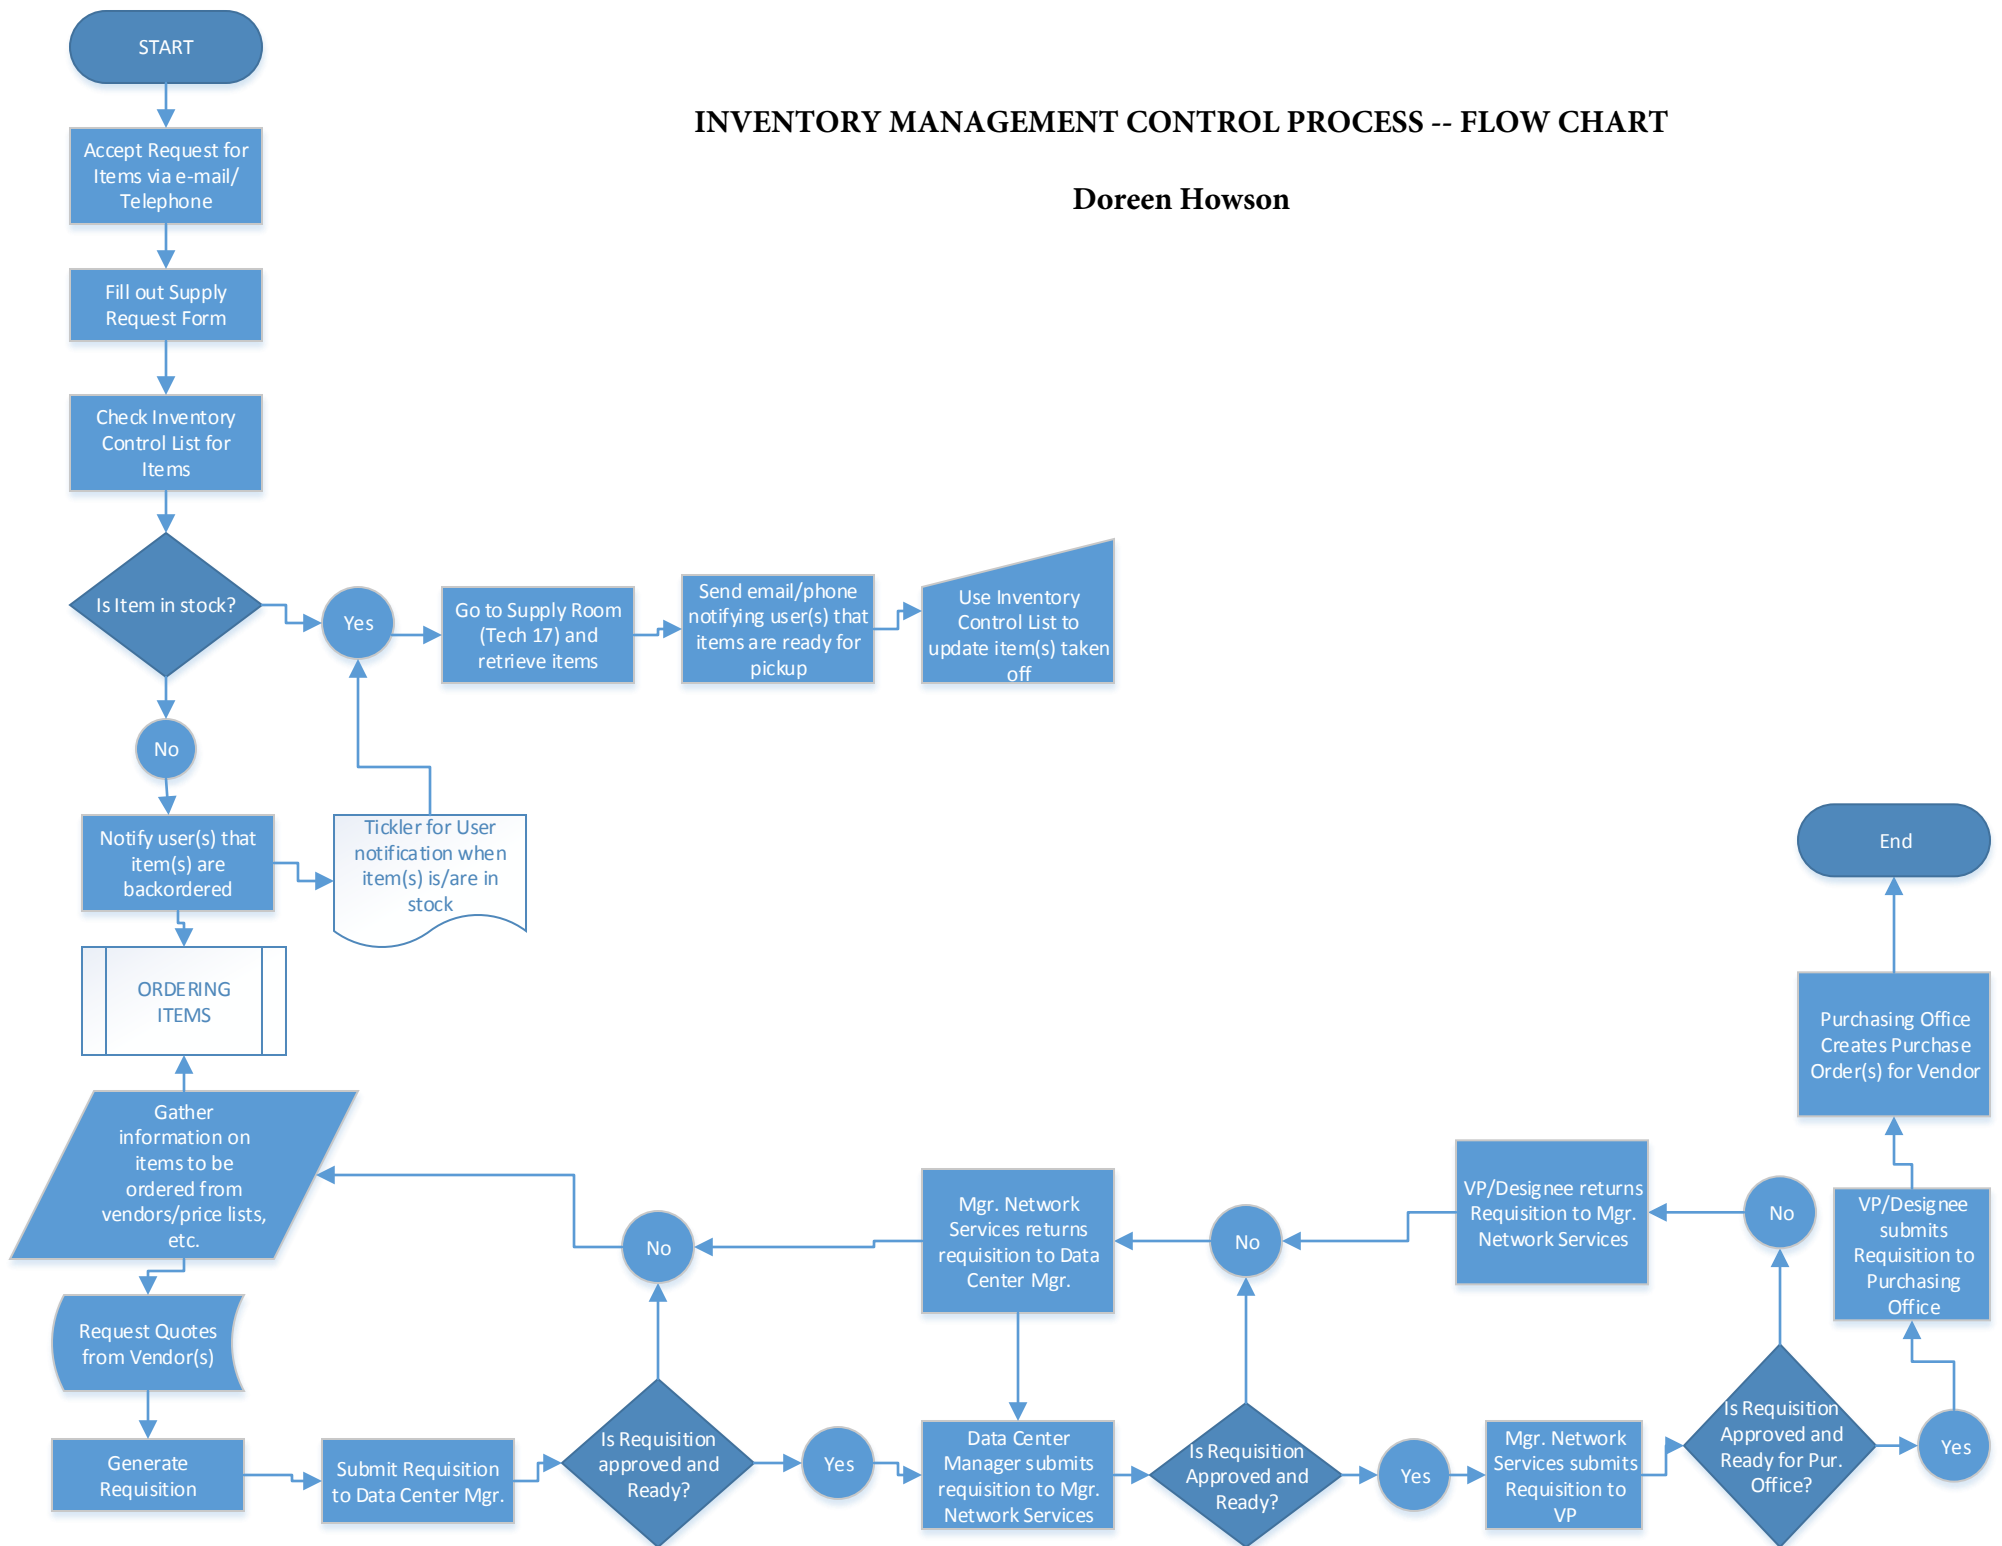 START
INVENTORY MANAGEMENT CONTROL PROCESS -- FLOW CHART
Doreen Howson
Accept Request for
Items via e-mail/
Telephone
Fill out Supply
Request Form
Check Inventory
Control List for
Items
Is Item in stock?
Yes
Go to Supply Room
(Tech 17) and
retrieve items
Send email/phone
notifying user(s) that
items are ready for
pickup
Use Inventory
Control List to
update item(s) taken
off
No
Notify user(s) that
item(s) are
backordered
Tickler for User
notification when
item(s) is/are in
stock
ORDERING
ITEMS
Gather
information on
items to be
ordered from
vendors/price lists,
etc.
Request Quotes
from Vendor(s)
Generate
Requisition
Submit Requisition
to Data Center Mgr.
Is Requisition
approved and
Ready?
No
Yes
Mgr. Network
Services returns
requisition to Data
Center Mgr.
Data Center
Manager submits
requisition to Mgr.
Network Services
Is Requisition
Approved and
Ready?
No
Yes
VP/Designee returns
Requisition to Mgr.
Network Services
Mgr. Network
Services submits
Requisition to
VP
Is Requisition
Approved and
Ready for Pur.
Office?
No
Yes
VP/Designee
submits
Requisition to
Purchasing
Office
Purchasing Office
Creates Purchase
Order(s) for Vendor
End